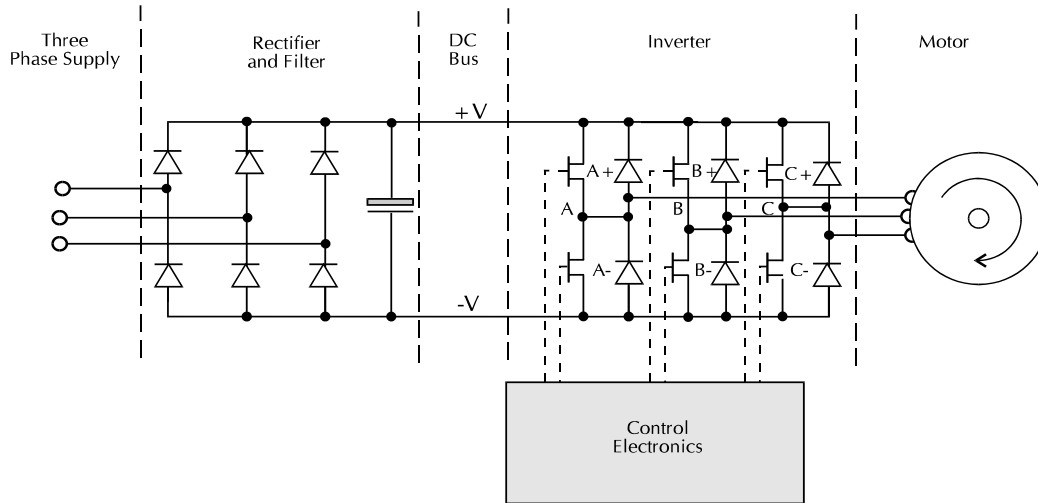 Three
Phase Supply
Rectifier
and Filter
DC
Bus
Inverter
Motor
+V
A+
B+
C+
A
B
C
A-
B-
C-
-V
Control
Electronics